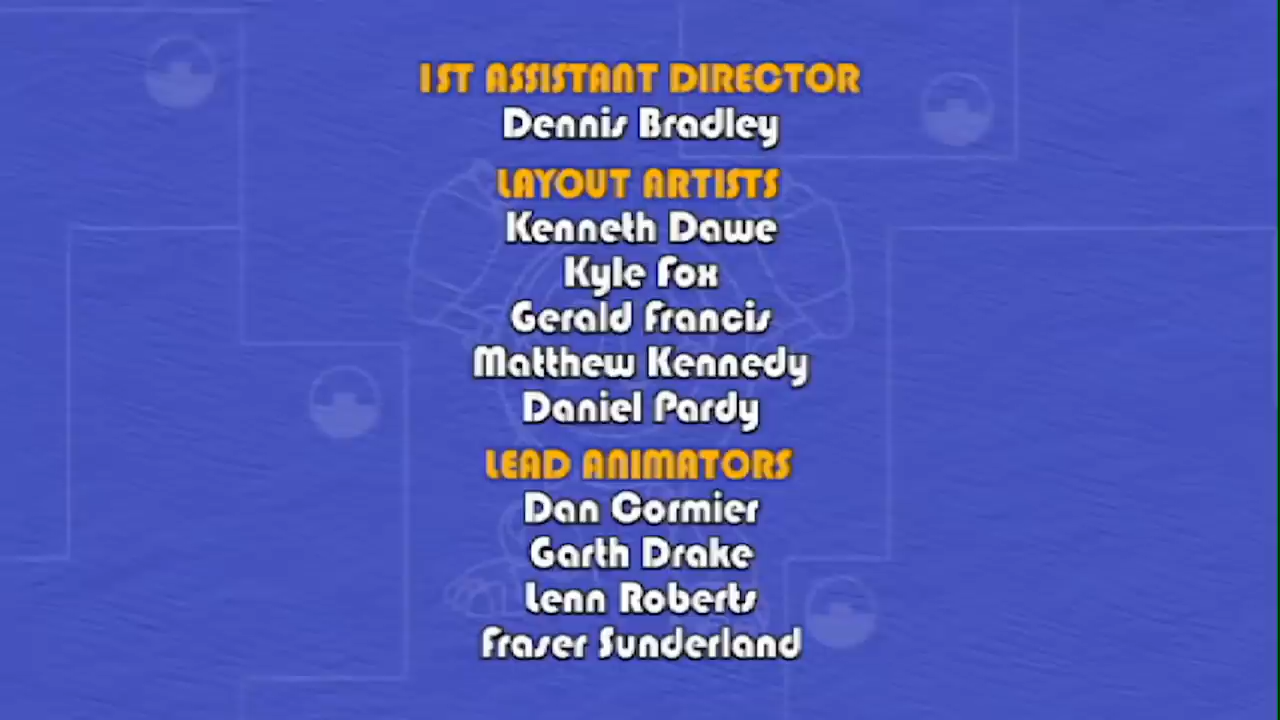 1ST ASSISTANT DIRECTOR
Dennis Bradley
LAYOUT ARTISTS
Kenneth Dawe
Kyle Fox
Gerald Francis
Matthew Kennedy
Daniel Pardy
LEAD ANIMATORS
Dan Cormier
Garth Drake
Lenn Roberts
Fraser Sunderland